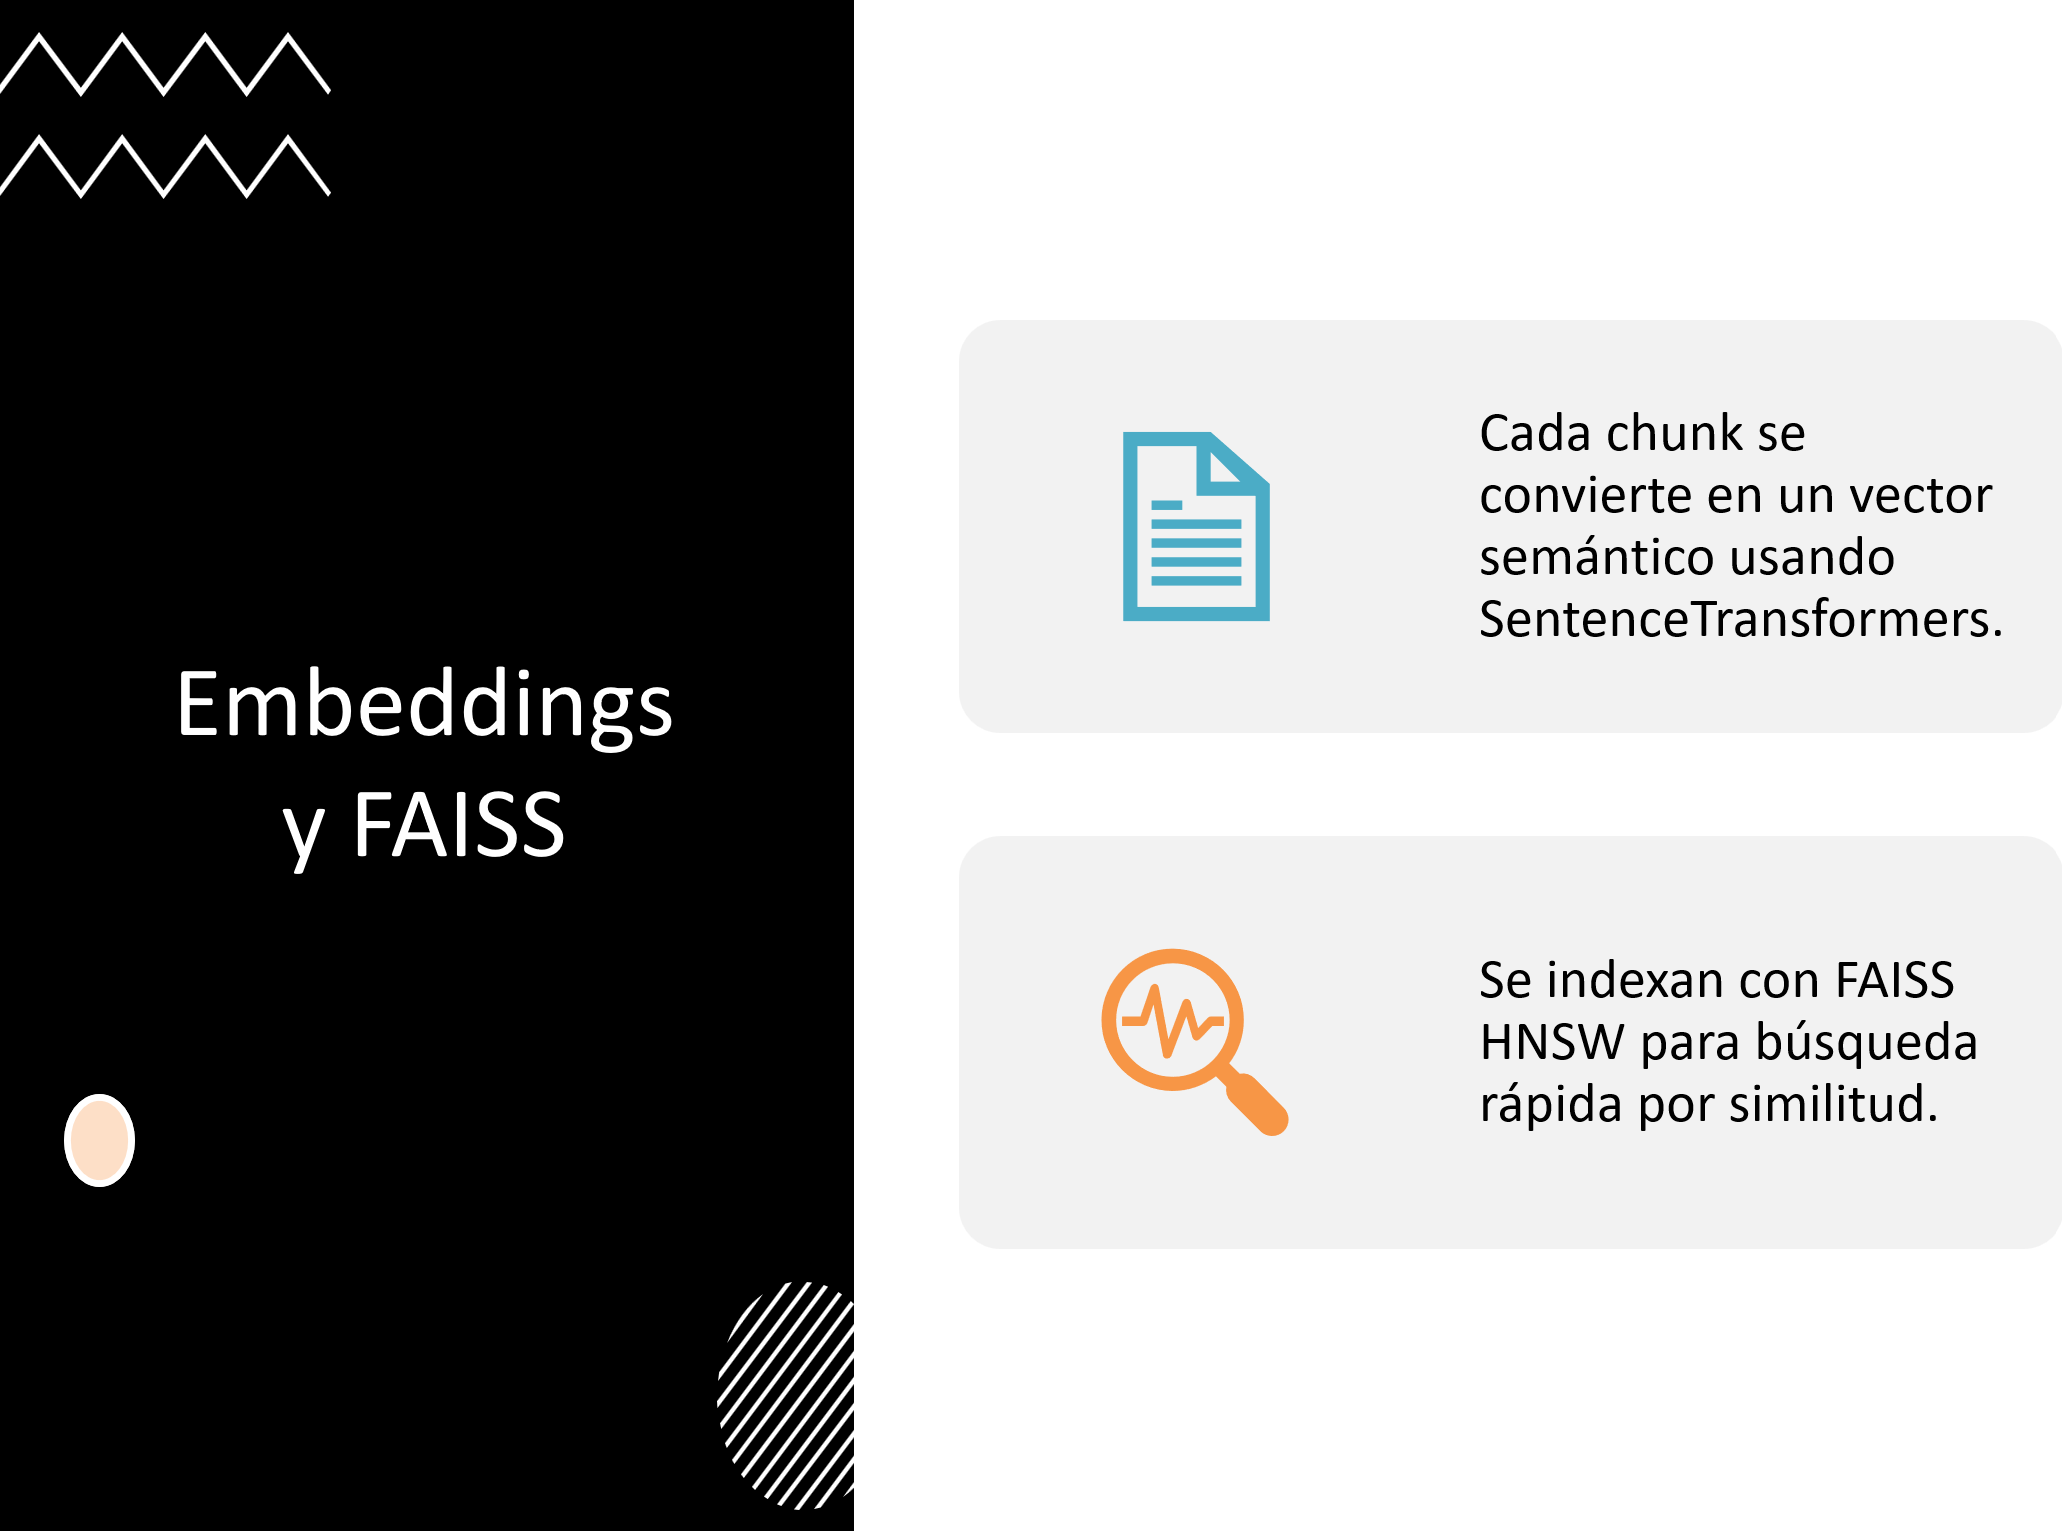 Embeddings
y FAISS
Cada chunk se
convierte en un vector
semántico usando
SentenceTransformers.
Se indexan con FAISS
HNSW para búsqueda
rápida por similitud.